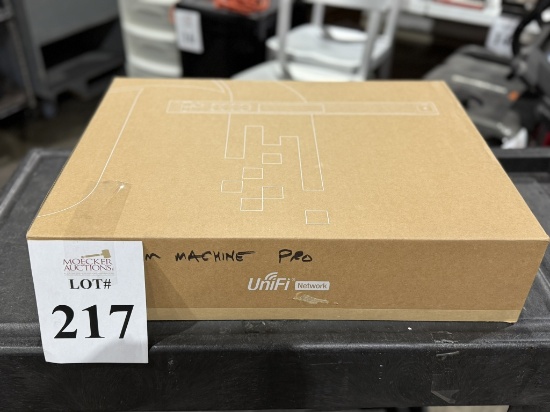 MOECKER
AUCTIONS
LOT#
217
M MACHINE PRO
UniFi Network